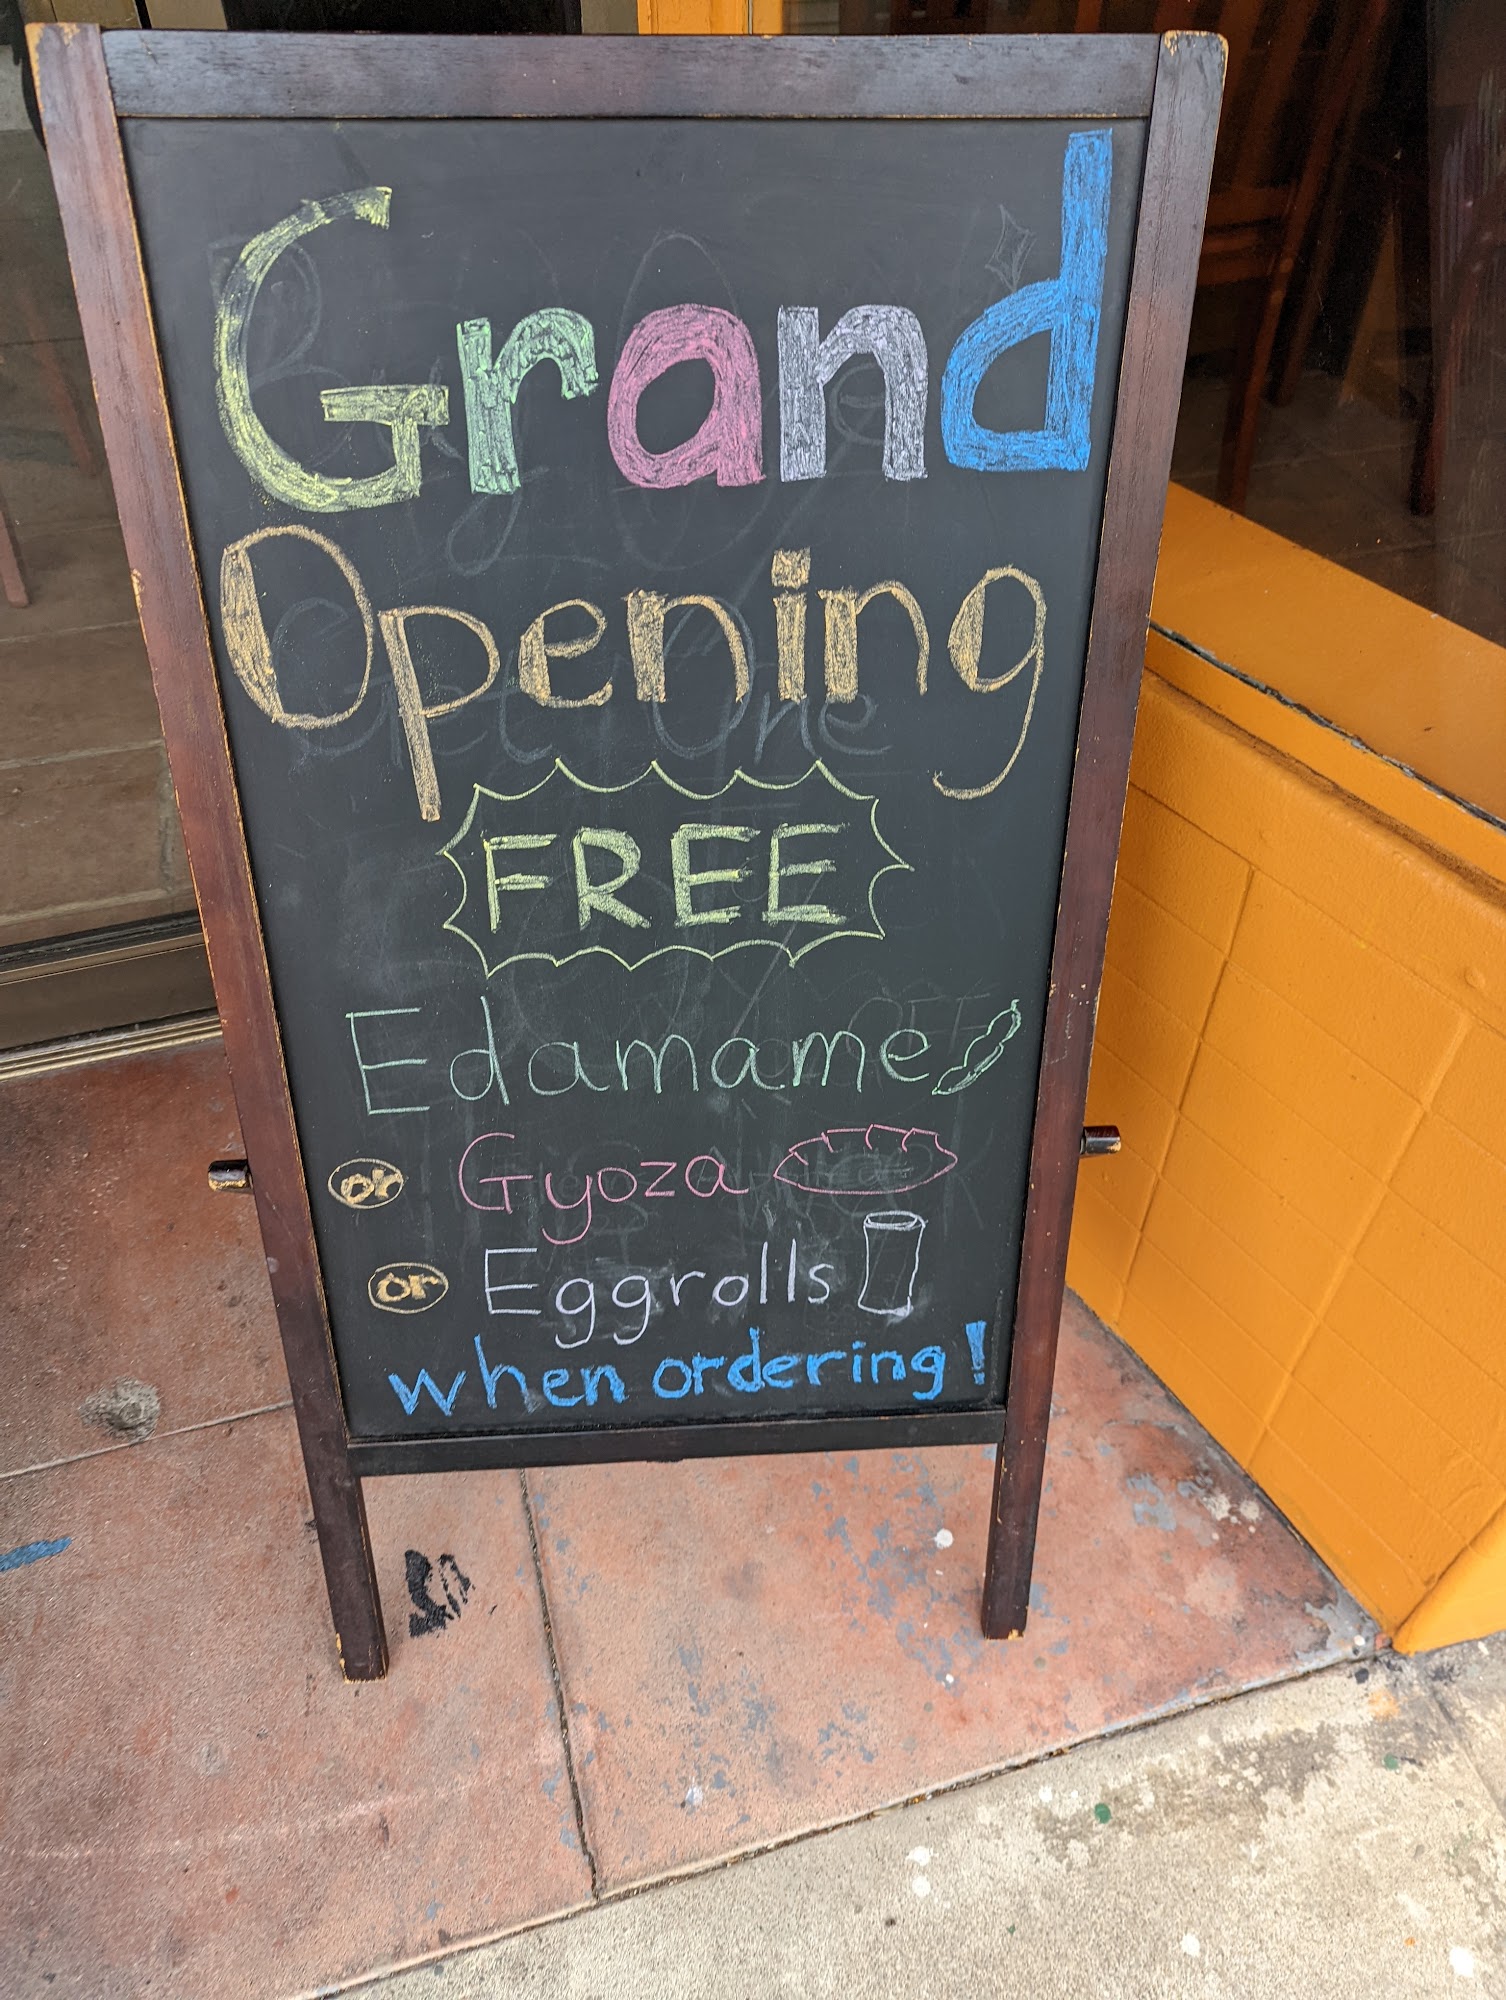 Grand
Opening
FREE
Edamame
or Gyoza
or Eggrolls
when ordering!